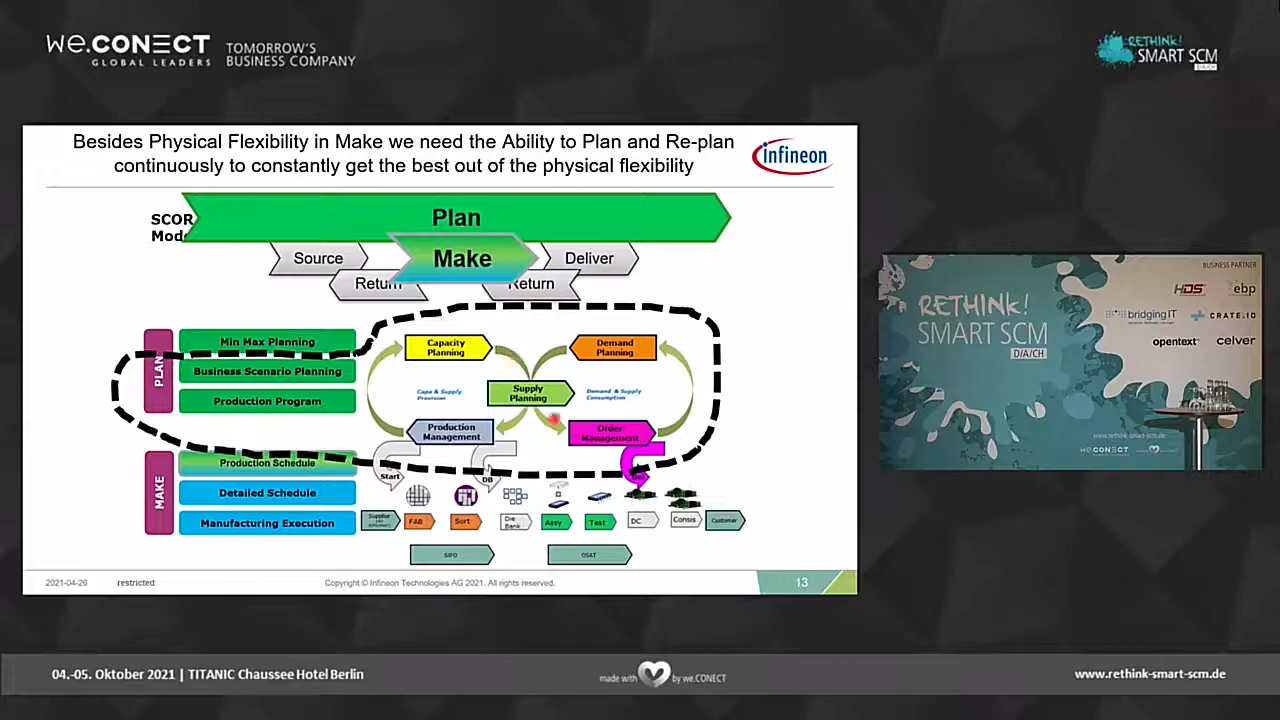 we.CONECT
GLOBAL LEADERS
TOMORROW'S
BUSINESS COMPANY
RETHINK!
SMART SCM
D/A/CH
Besides Physical Flexibility in Make we need the Ability to Plan and Re-plan
continuously to constantly get the best out of the physical flexibility
infineon
SCOR
Mode
Plan
Source
Make
Deliver
Return
Return
PLAN
Min Max Planning
Business Scenario Planning
Production Program
Capacity
Planning
Demand
Planning
Capa & Supply
Provision
Supply
Planning
Demand & Supply
Consumption
Production
Management
Order
Management
MAKE
Production Schedule
Detailed Schedule
Manufacturing Execution
Start
DB
Supplier
FAB
Sort
Die
Bank
Assy
Test
DC
Consis
Customer
SIFO
OSAT
2021-04-26
restricted
Copyright © Infineon Technologies AG 2021. All rights reserved.
13
RETHINK!
SMART SCM
D/A/CH
BUSINESS PARTNER
HDS
ebp
bridgingIT
CRATE.IO
opentext
celver
www.rethink-smart-scm.de
we.CONECT
04.-05. Oktober 2021 | TITANIC Chaussee Hotel Berlin
made with by we.CONECT
www.rethink-smart-scm.de